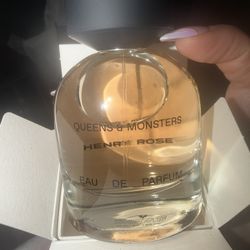 QUEENS & MONSTERS
HENRY ROSE
EAU DE PARFUM